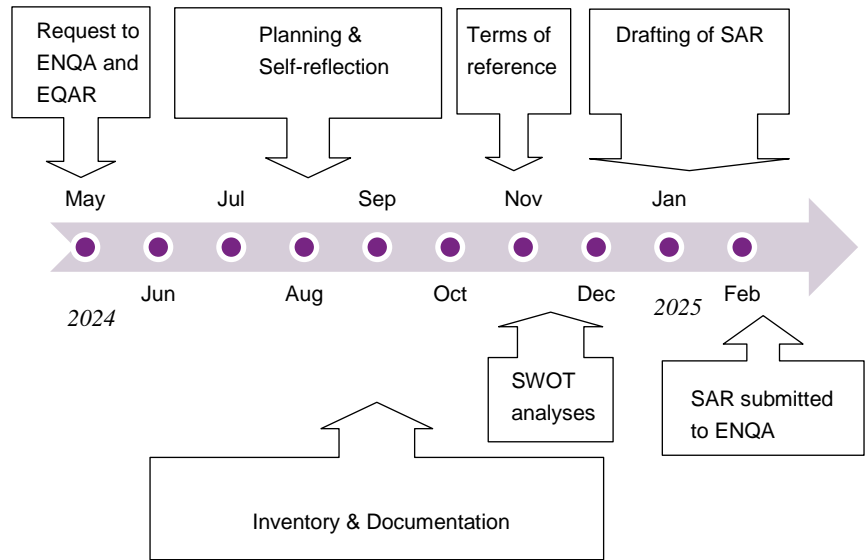 Request to
ENQA and
EQAR
Planning &
Self-reflection
Terms of
reference
Drafting of SAR
May
Jul
Sep
Nov
Jan
Jun
Aug
Oct
Dec
Feb
2024
2025
SWOT
analyses
SAR submitted
to ENQA
Inventory & Documentation